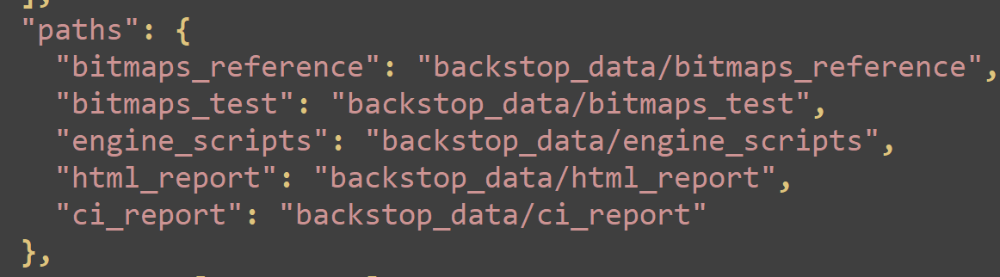 ],
"paths": {
"bitmaps_reference": "backstop_data/bitmaps_reference",
"bitmaps_test": "backstop_data/bitmaps_test",
"engine_scripts": "backstop_data/engine_scripts",
"html_report": "backstop_data/html_report",
"ci_report": "backstop_data/ci_report"
},